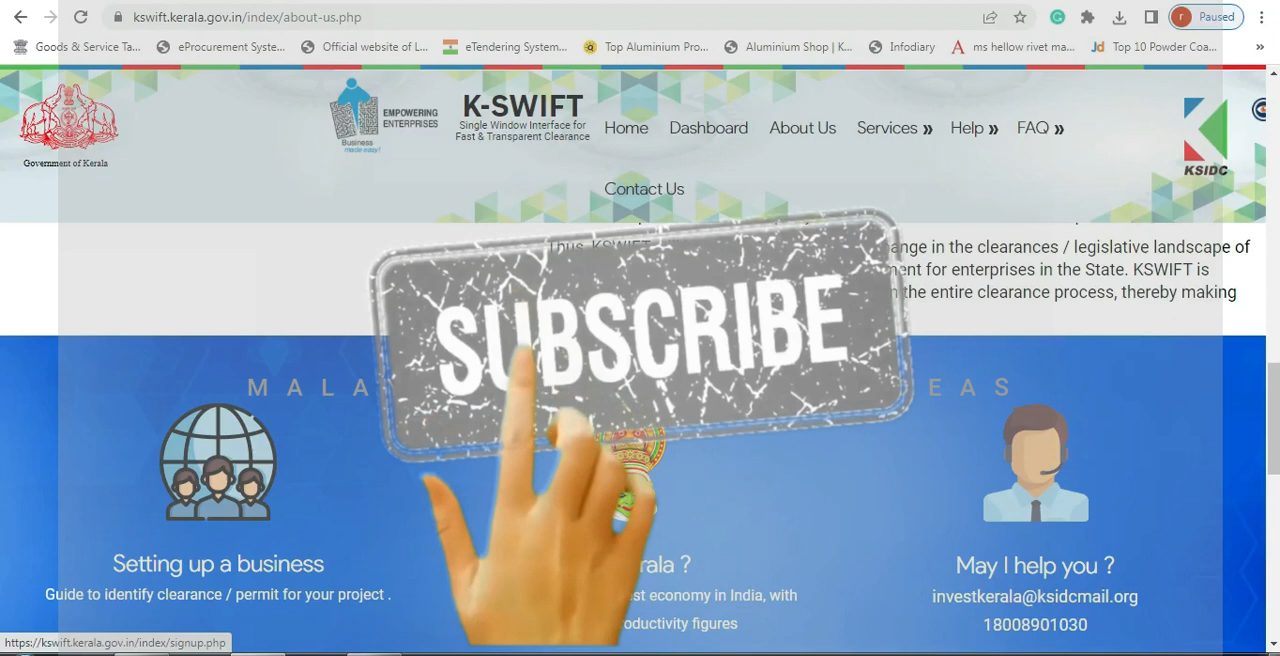 kswift.kerala.gov.in/index/about-us.php
r Paused
Goods & Service Ta...
eProcurement Syste...
Official website of L...
eTendering System...
Top Aluminium Pro...
Aluminium Shop | K...
Infodiary
ms hellow rivet ma...
Top 10 Powder Coa...
Government of Kerala
EMPOWERING
ENTERPRISES
Business
made easy!
K-SWIFT
Single Window Interface for
Fast & Transparent Clearance
Home
Dashboard
About Us
Services »
Help »
FAQ »
Contact Us
KSIDC
Thus, KSWIFT
ange in the clearances / legislative landscape of
ent for enterprises in the State. KSWIFT is
the entire clearance process, thereby making
SUBSCRIBE
M A L A
E A S
Setting up a business
Guide to identify clearance / permit for your project .
rala ?
st economy in India, with
oductivity figures
May I help you ?
investkerala@ksidcmail.org
18008901030
https://kswift.kerala.gov.in/index/signup.php